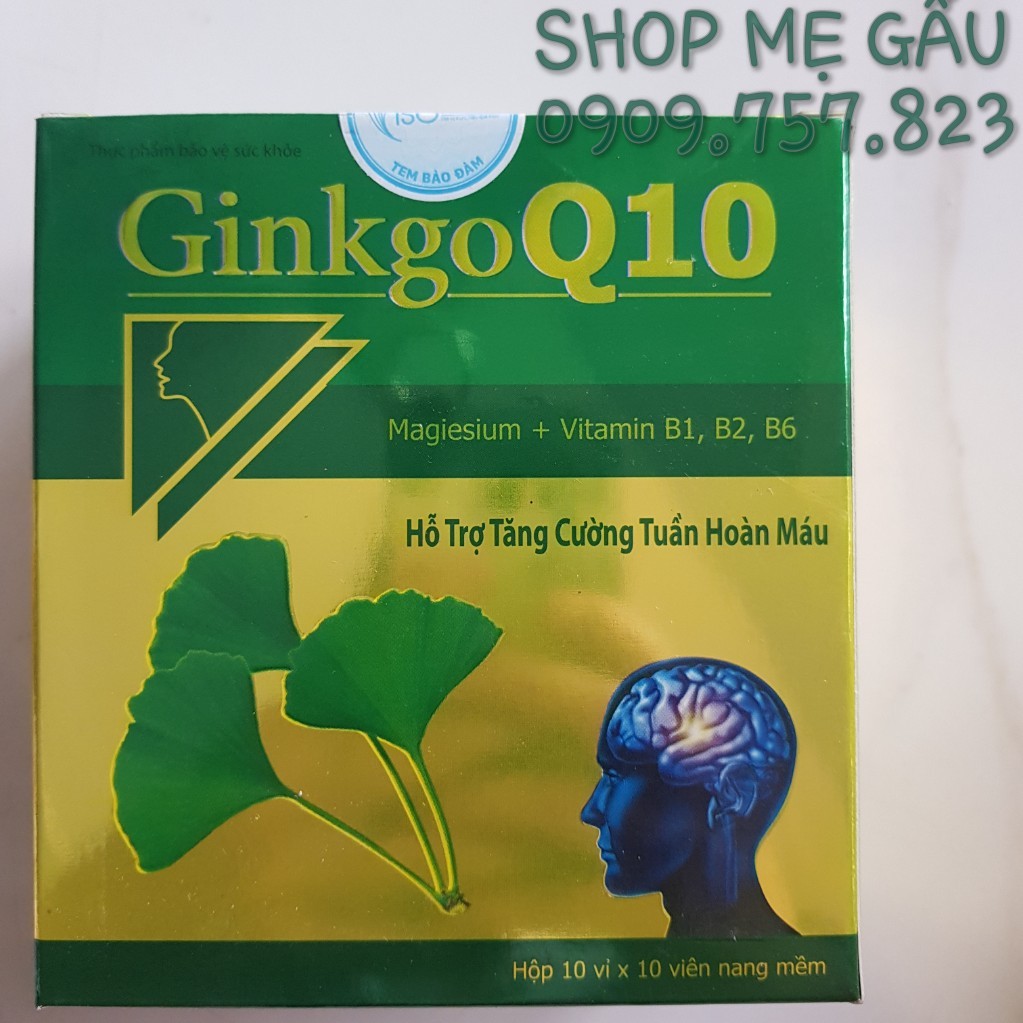 SHOP MẸ GẤU
0909.757.823
ISO
TEM BẢO ĐẢM
Thực phẩm bảo vệ sức khỏe
GinkgoQ10
Magiesium + Vitamin B1, B2, B6
Hỗ Trợ Tăng Cường Tuần Hoàn Máu
Hộp 10 vỉ x 10 viên nang mềm